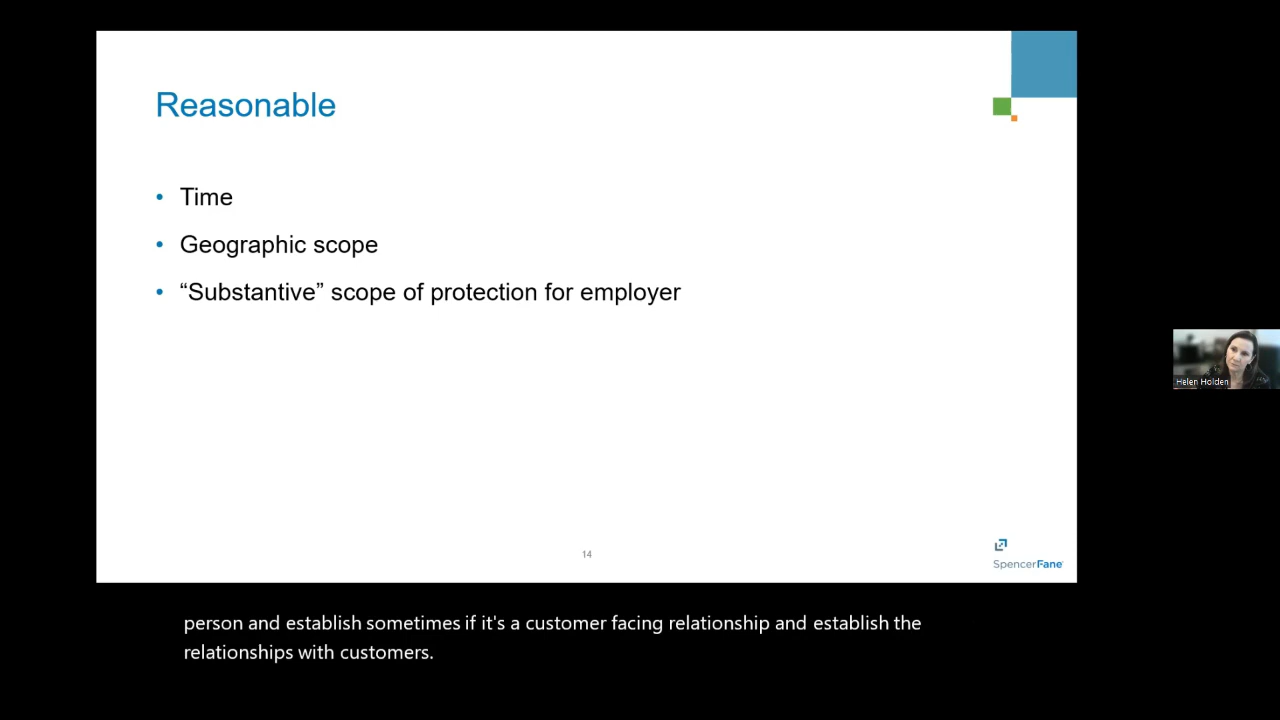 Reasonable
• Time
• Geographic scope
• “Substantive” scope of protection for employer
Helen Holden
14
SpencerFane
person and establish sometimes if it's a customer facing relationship and establish the
relationships with customers.